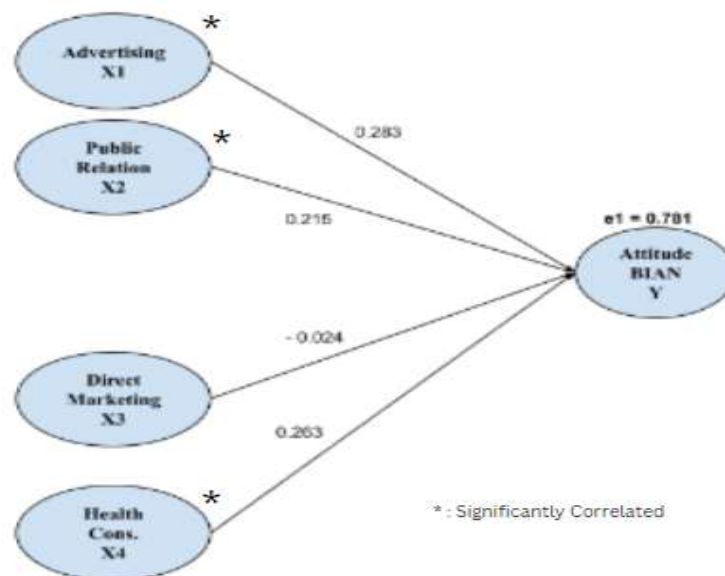 *
Advertising
X1
0.283
*
Public
Relation
X2
0.215
e1 = 0.781
Attitude
BIAN
Y
- 0.024
Direct
Marketing
X3
0.263
*
Health
Cons.
X4
* : Significantly Correlated